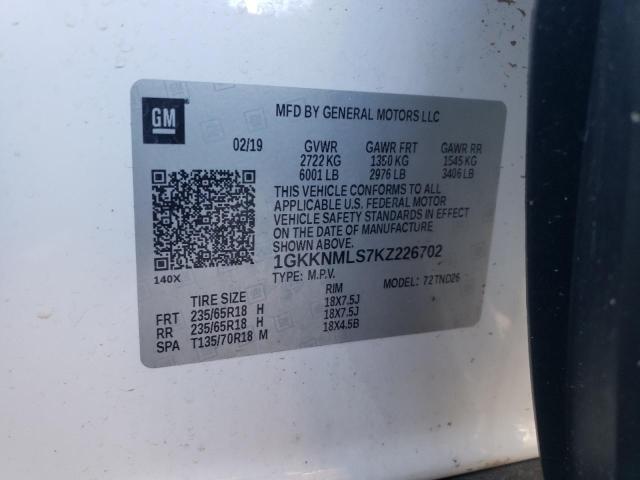 GM
MFD BY GENERAL MOTORS LLC
02/19 GVWR GAWR FRT GAWR RR
2722 KG 1350 KG 1545 KG
6001 LB 2976 LB 3406 LB
THIS VEHICLE CONFORMS TO ALL
APPLICABLE U.S. FEDERAL MOTOR
VEHICLE SAFETY STANDARDS IN EFFECT
ON THE DATE OF MANUFACTURE
SHOWN ABOVE.
1GKKNMLS7KZ226702
140X
TYPE: M.P.V. MODEL: 72TND26
TIRE SIZE RIM
FRT 235/65R18 H 18X7.5J
RR 235/65R18 H 18X7.5J
SPA T135/70R18 M 18X4.5B